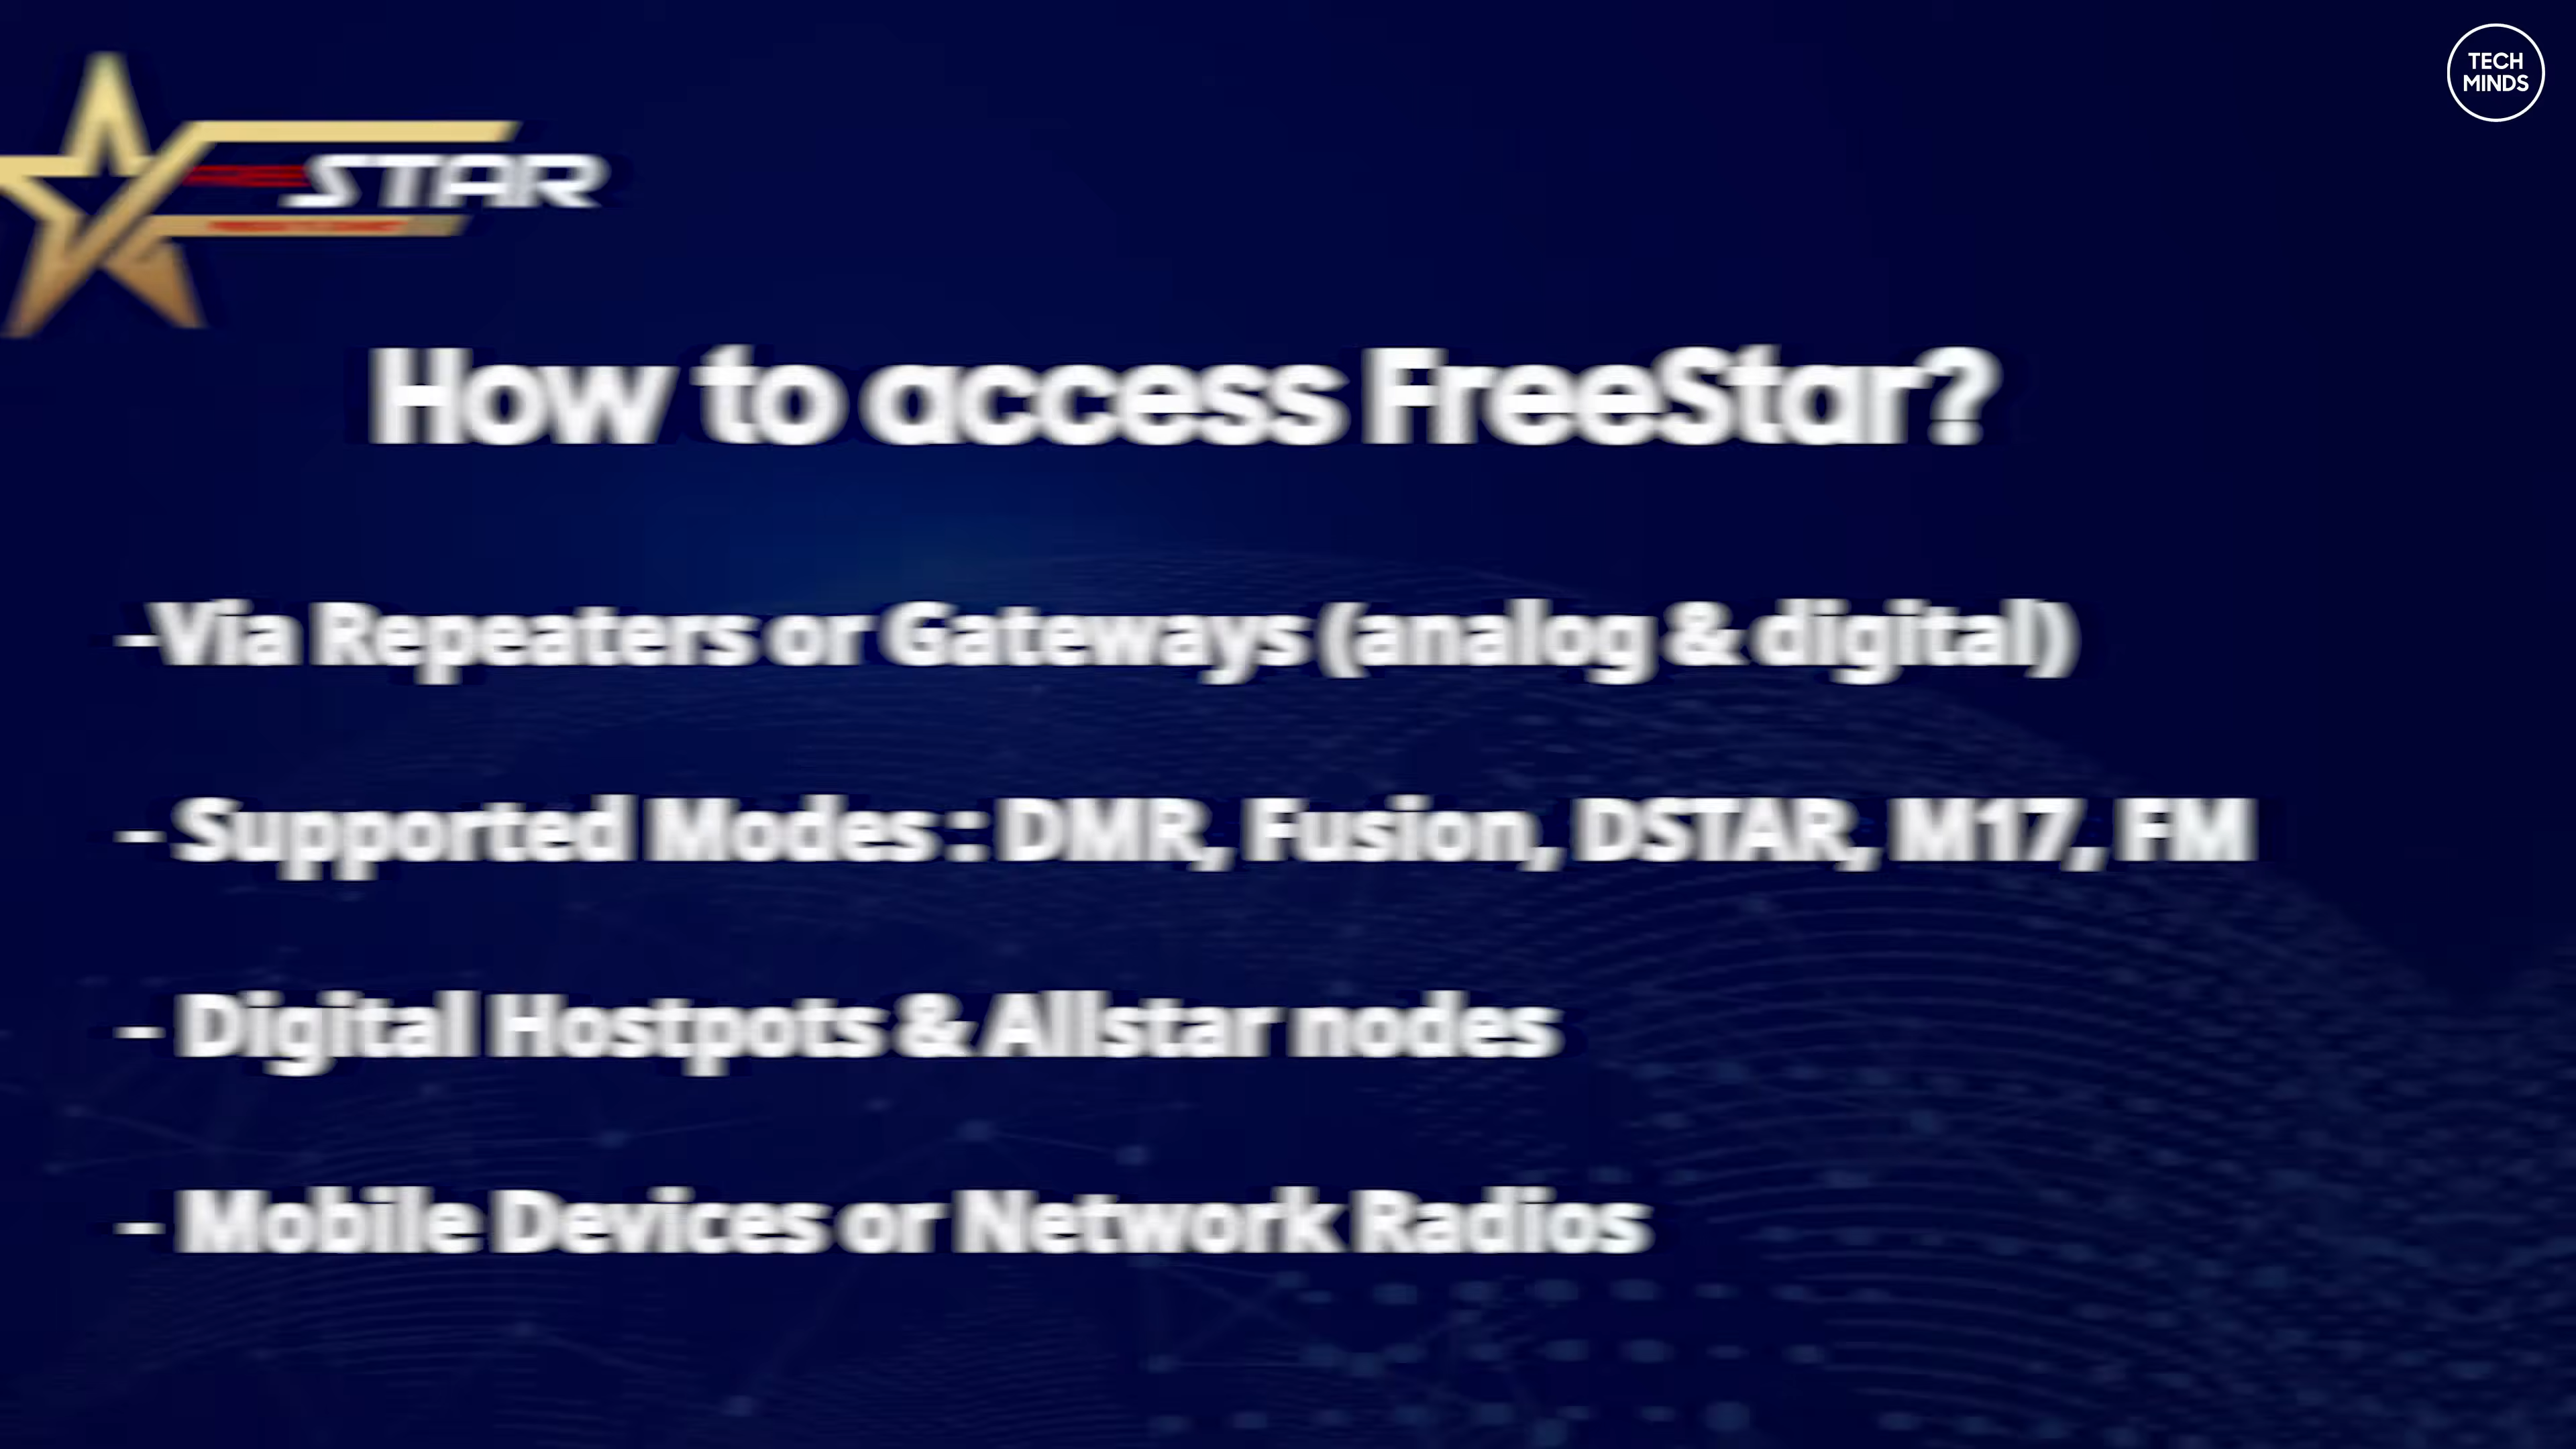 TECH
MINDS
STAR
How to access FreeStar?
-Via Repeaters or Gateways (analog & digital)
- Supported Modes : DMR, Fusion, DSTAR, M17, FM
- Digital Hostpots & Allstar nodes
- Mobile Devices or Network Radios